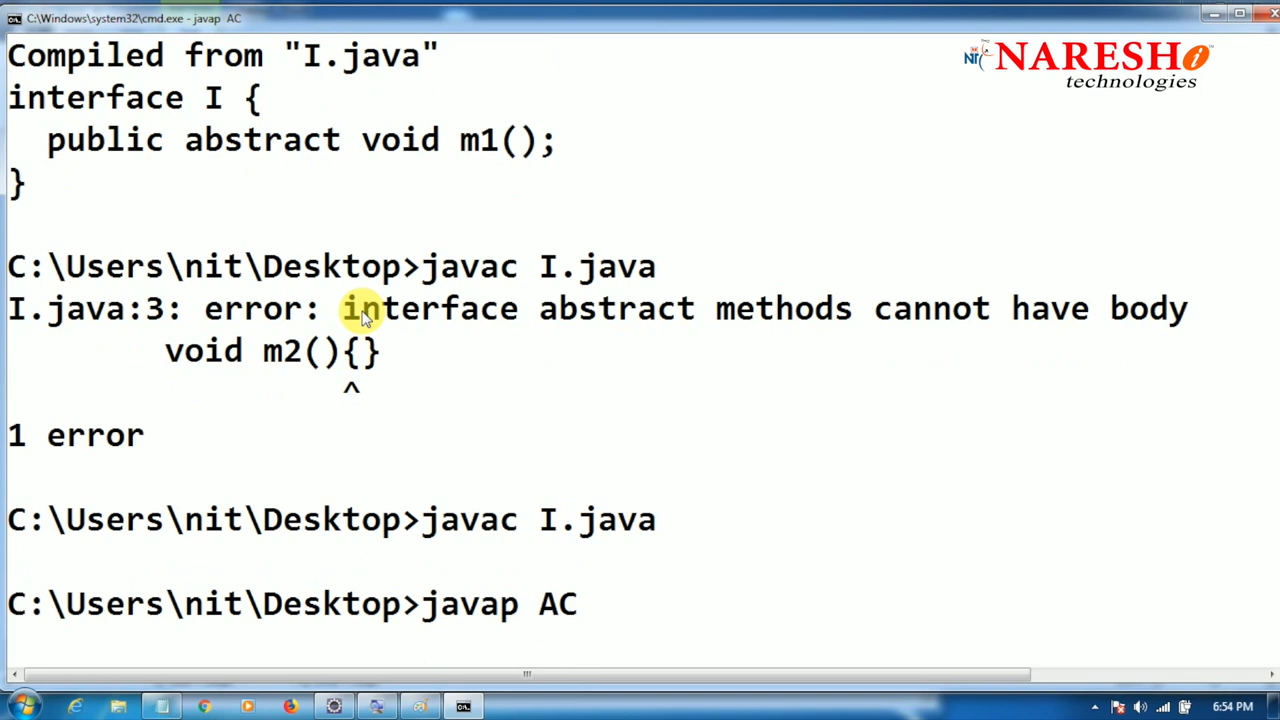 C:\Windows\system32\cmd.exe - javap AC
Compiled from "I.java"
NARESH i
technologies
interface I {
public abstract void m1();
}
C:\Users\nit\Desktop>javac I.java
I.java:3: error: interface abstract methods cannot have body
void m2(){}
^
1 error
C:\Users\nit\Desktop>javac I.java
C:\Users\nit\Desktop>javap AC
6:54 PM